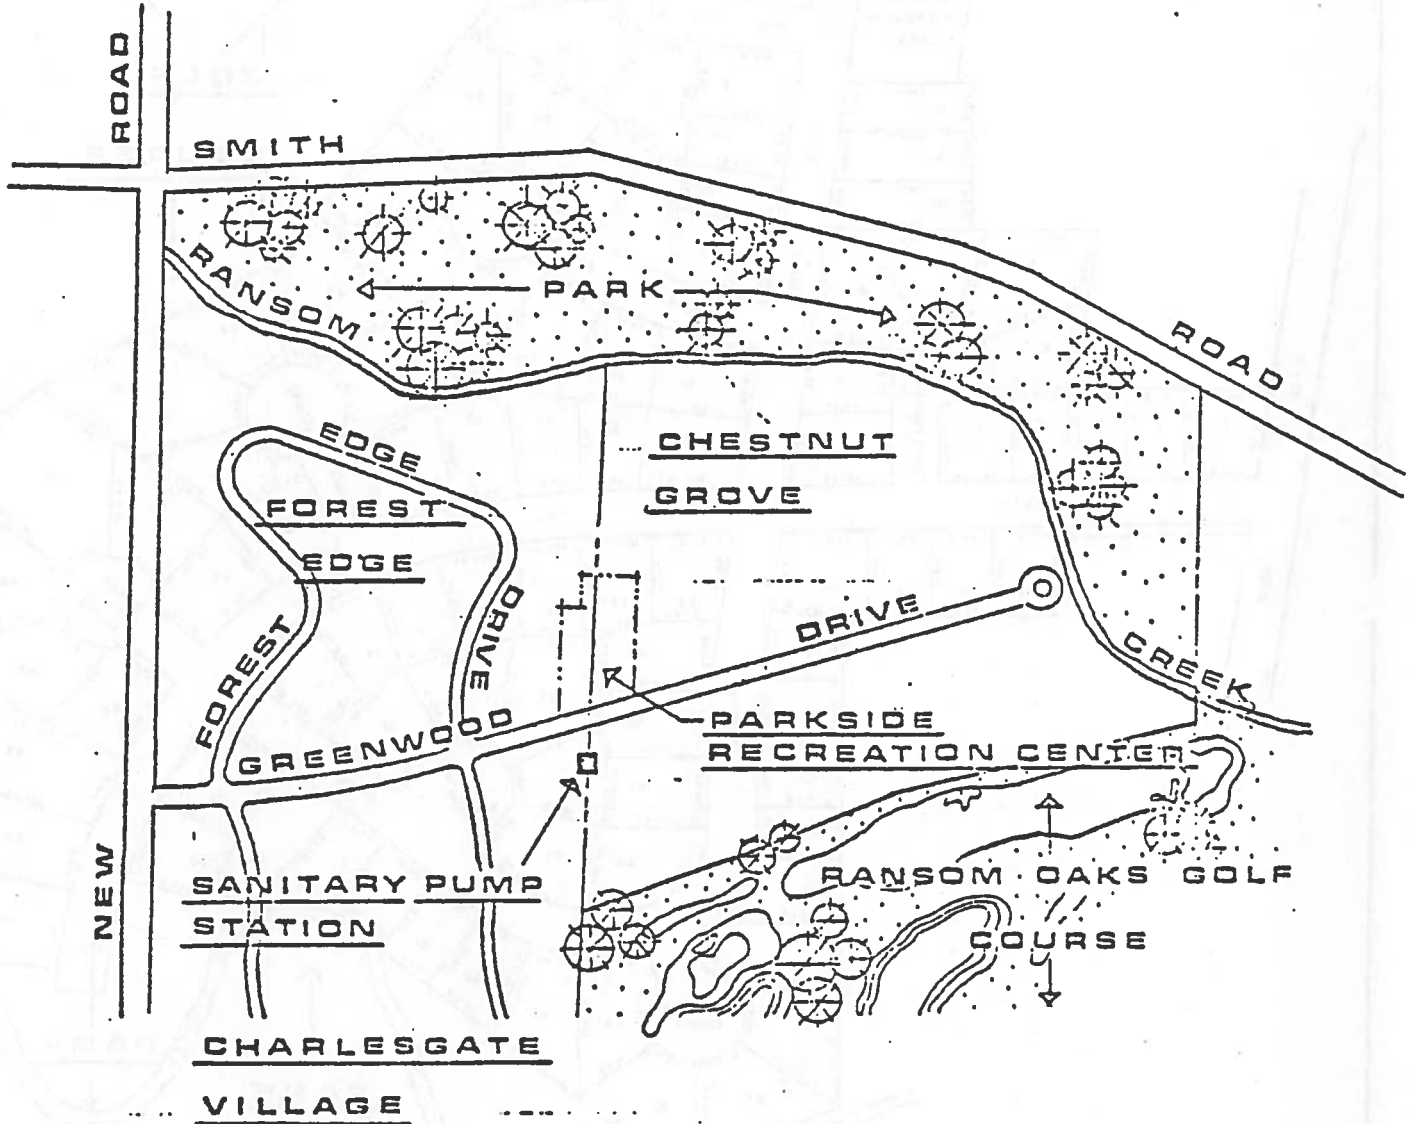 ROAD
SMITH
RANSOM
PARK
ROAD
EDGE
CHESTNUT
GROVE
FOREST
EDGE
DRIVE
DRIVE
FOREST
CREEK
GREENWOOD
PARKSIDE
RECREATION CENTER
NEW
SANITARY PUMP
STATION
RANSOM OAKS GOLF
COURSE
CHARLESGATE
VILLAGE